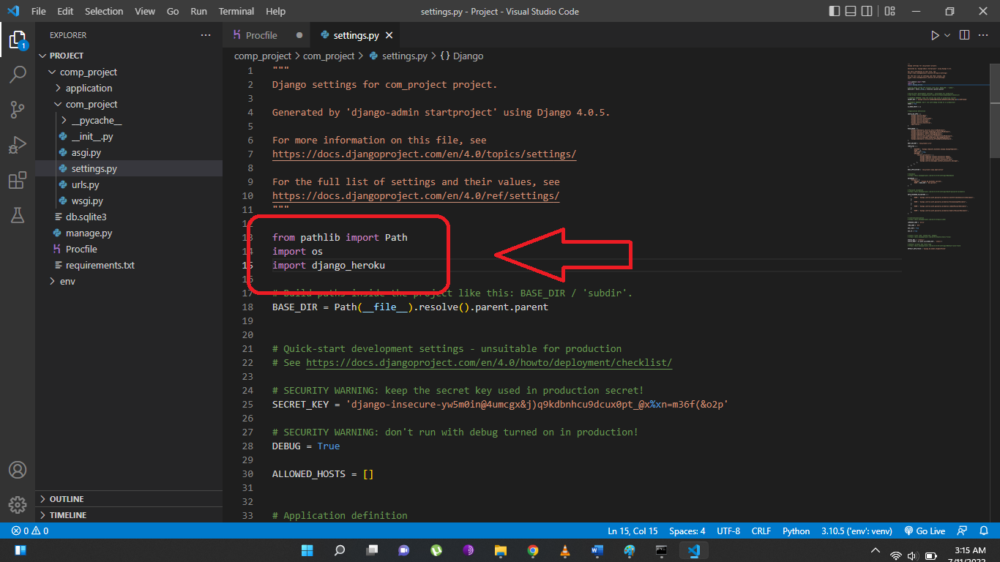 File Edit Selection View Go Run Terminal Help
settings.py - Project - Visual Studio Code
EXPLORER
PROJECT
comp_project
application
com_project
__pycache__
__init__.py
asgi.py
settings.py
urls.py
wsgi.py
db.sqlite3
manage.py
Procfile
requirements.txt
env
OUTLINE
TIMELINE
1
Procfile
settings.py
comp_project > com_project > settings.py > {} Django
1 """
2 Django settings for com_project project.
3
4 Generated by 'django-admin startproject' using Django 4.0.5.
5
6 For more information on this file, see
7 https://docs.djangoproject.com/en/4.0/topics/settings/
8
9 For the full list of settings and their values, see
10 https://docs.djangoproject.com/en/4.0/ref/settings/
11 """
12
13 from pathlib import Path
14 import os
15 import django_heroku
16
17 # Build paths inside the project like this: BASE_DIR / 'subdir'.
18 BASE_DIR = Path(__file__).resolve().parent.parent
19
20
21 # Quick-start development settings - unsuitable for production
22 # See https://docs.djangoproject.com/en/4.0/howto/deployment/checklist/
23
24 # SECURITY WARNING: keep the secret key used in production secret!
25 SECRET_KEY = 'django-insecure-yw5m0in@4umcgx&j)q9kdbnhcu9dcux0pt_@x%xn=m36f(&o2p'
26
27 # SECURITY WARNING: don't run with debug turned on in production!
28 DEBUG = True
29
30 ALLOWED_HOSTS = []
31
32
33 # Application definition
0 0 Ln 15, Col 15 Spaces: 4 UTF-8 CRLF Python 3.10.5 ('env': venv) Go Live
3:15 AM
7/11/2022